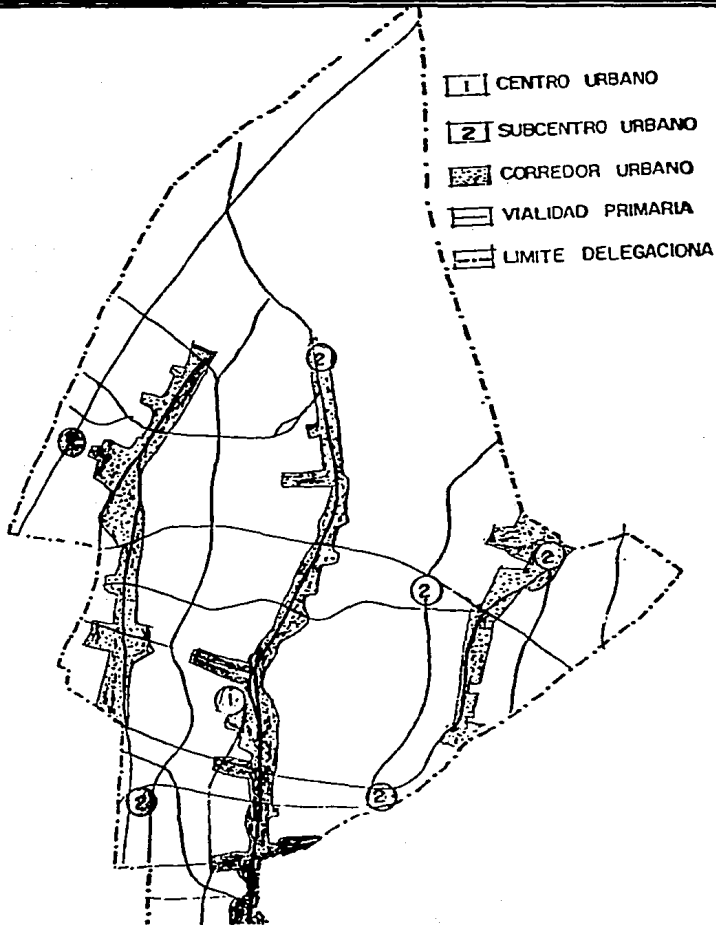 1 CENTRO URBANO
2 SUBCENTRO URBANO
CORREDOR URBANO
VIALIDAD PRIMARIA
LIMITE DELEGACIONA
2
2
2
1
2
2